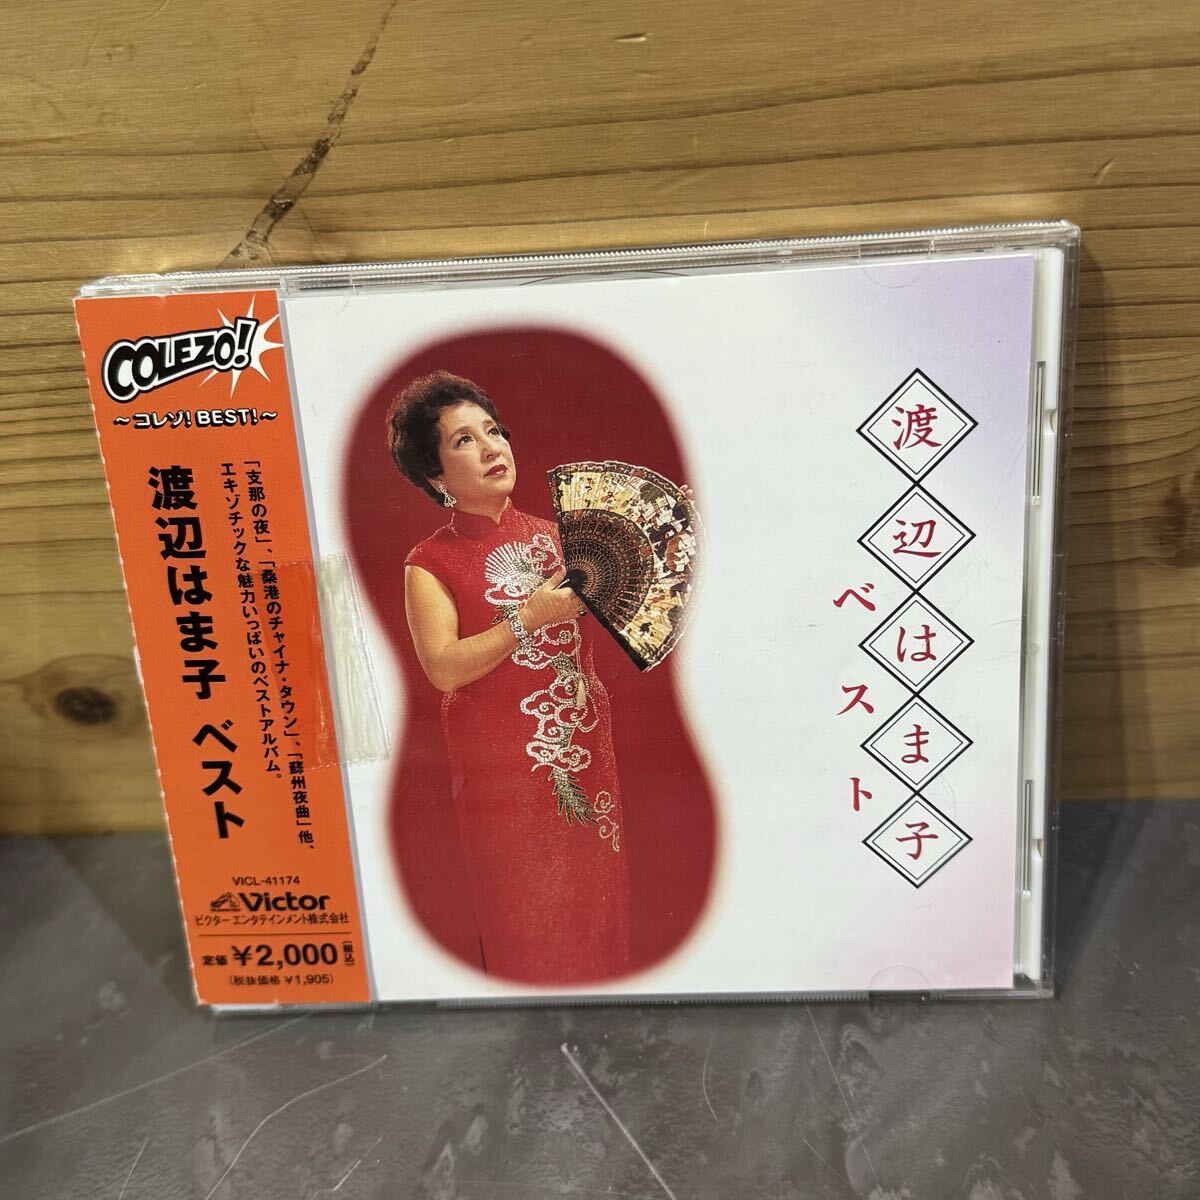 COLEZO!
～コレゾ!BEST!～
「支那の夜」、「桑港のチャイナ・タウン」、「蘇州夜曲」他、
エキゾチックな魅力いっぱいのベストアルバム。
渡辺はま子 ベスト
VICL-41174
Victor
ビクター エンタテインメント株式会社
定価 ¥2,000(税込)
(税抜価格 ¥1,905)
渡辺はま子
ベスト